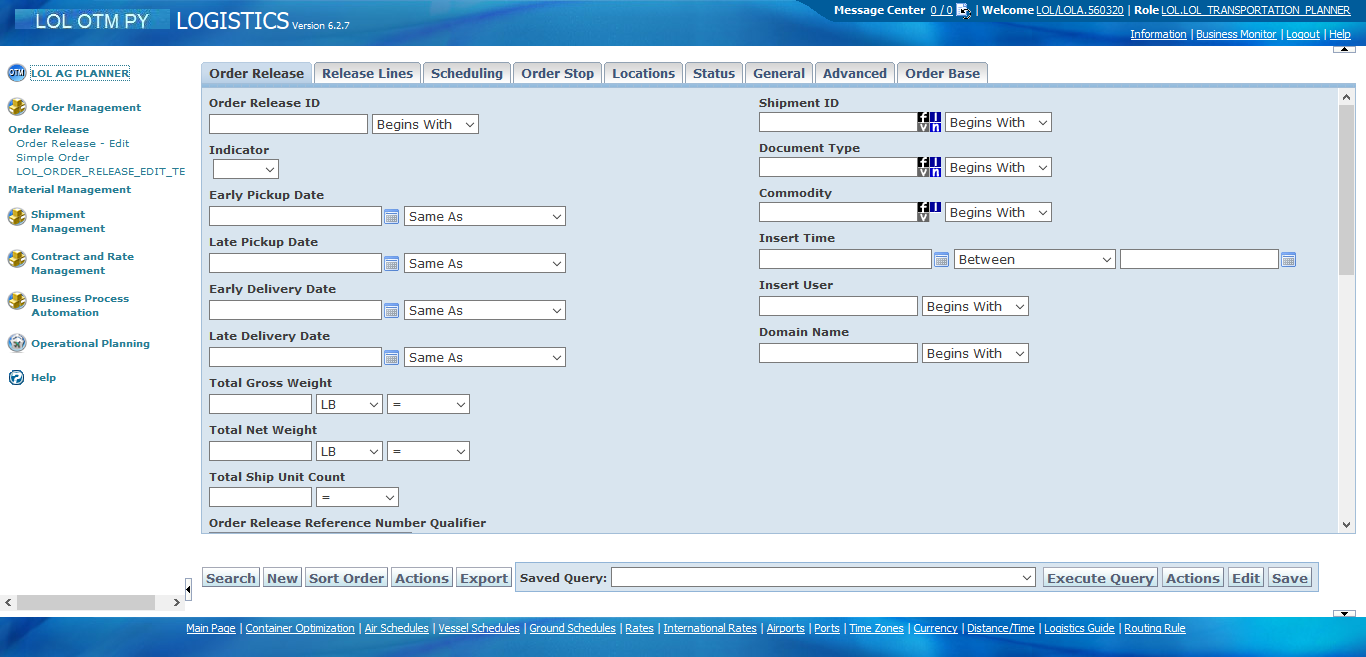 LOL OTM PY LOGISTICS Version 6.2.7
Message Center 0 / 0 | Welcome LOL/LOLA.560320 | Role LOL.LOL_TRANSPORTATION_PLANNER
Information | Business Monitor | Logout | Help
OTM LOL AG PLANNER
Order Management
Order Release
Order Release - Edit
Simple Order
LOL_ORDER_RELEASE_EDIT_TE
Material Management
Shipment
Management
Contract and Rate
Management
Business Process
Automation
Operational Planning
Help
Order Release Release Lines Scheduling Order Stop Locations Status General Advanced Order Base
Order Release ID
Begins With
Indicator
Early Pickup Date
Same As
Late Pickup Date
Same As
Early Delivery Date
Same As
Late Delivery Date
Same As
Total Gross Weight
LB =
Total Net Weight
LB =
Total Ship Unit Count
=
Order Release Reference Number Qualifier
Shipment ID
Begins With
Document Type
Begins With
Commodity
Begins With
Insert Time
Between
Insert User
Begins With
Domain Name
Begins With
Search New Sort Order Actions Export Saved Query: Execute Query Actions Edit Save
Main Page | Container Optimization | Air Schedules | Vessel Schedules | Ground Schedules | Rates | International Rates | Airports | Ports | Time Zones | Currency | Distance/Time | Logistics Guide | Routing Rule